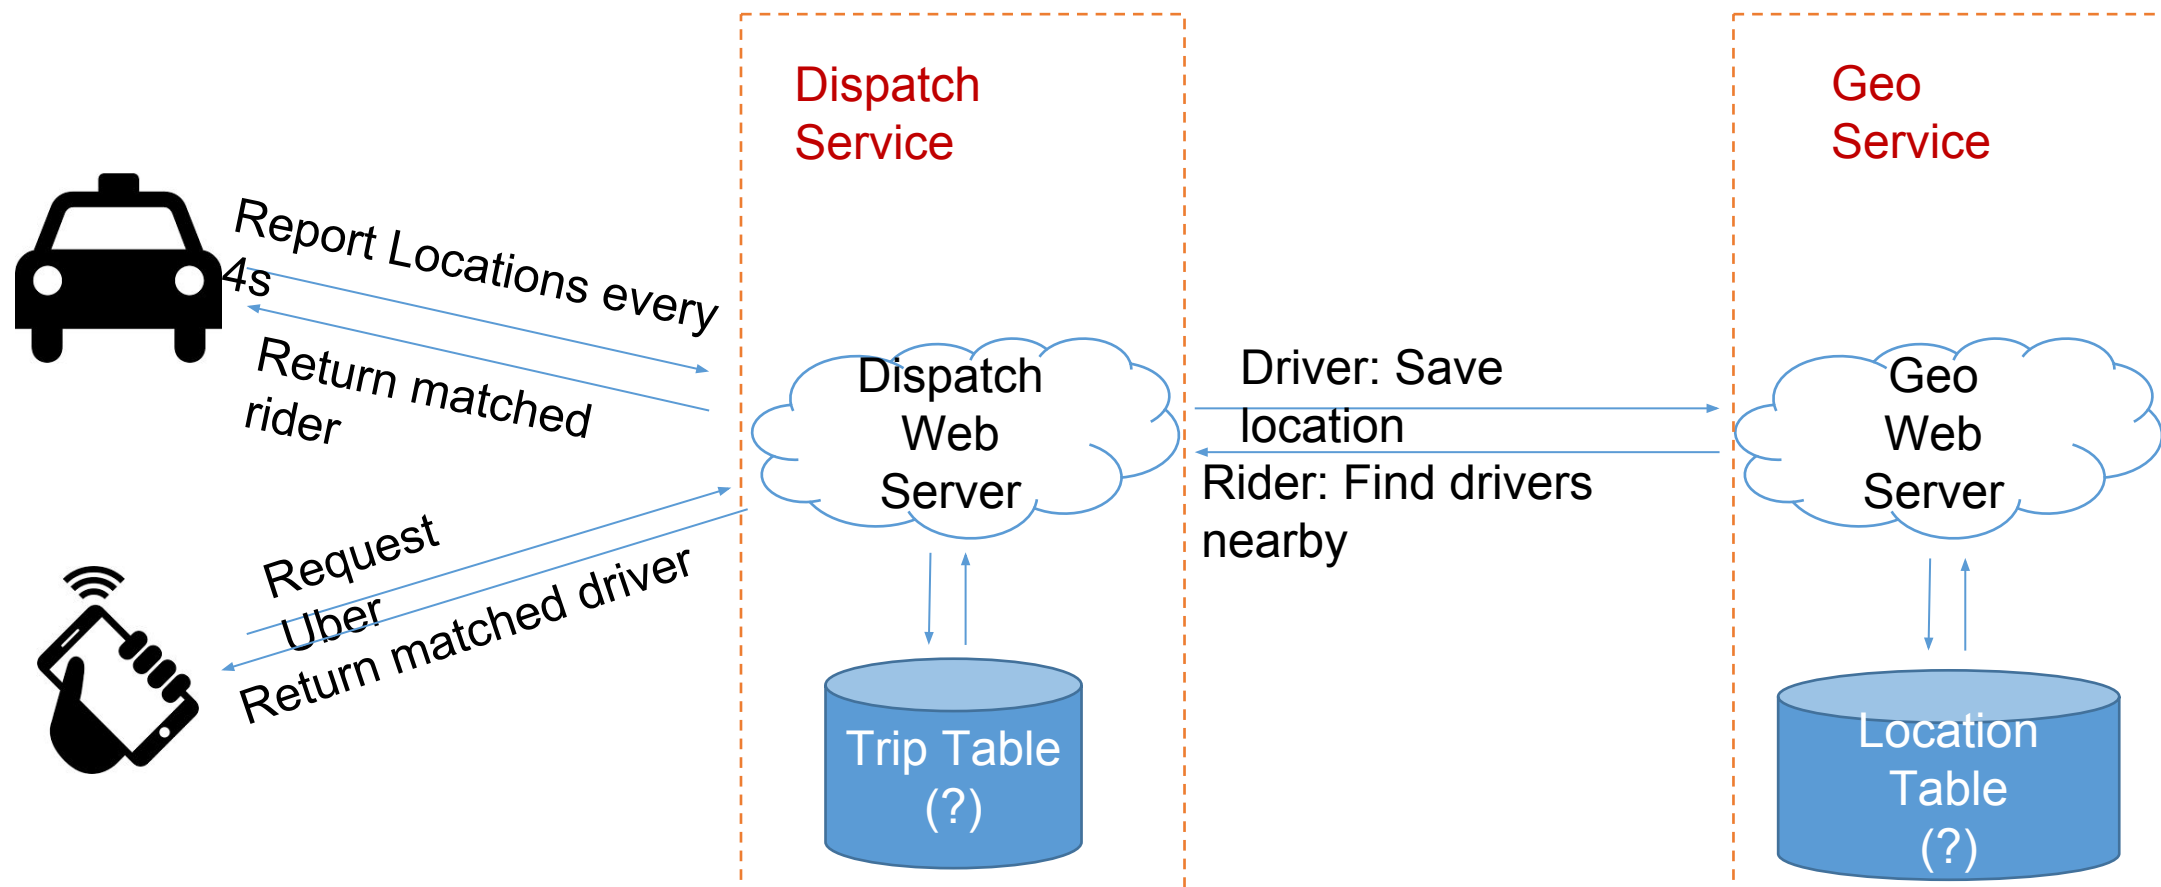 Dispatch
Service
Geo
Service
Report Locations every
4s
Return matched
rider
Request
Uber
Return matched driver
Dispatch
Web
Server
Driver: Save
location
Rider: Find drivers
nearby
Geo
Web
Server
Trip Table
(?)
Location
Table
(?)